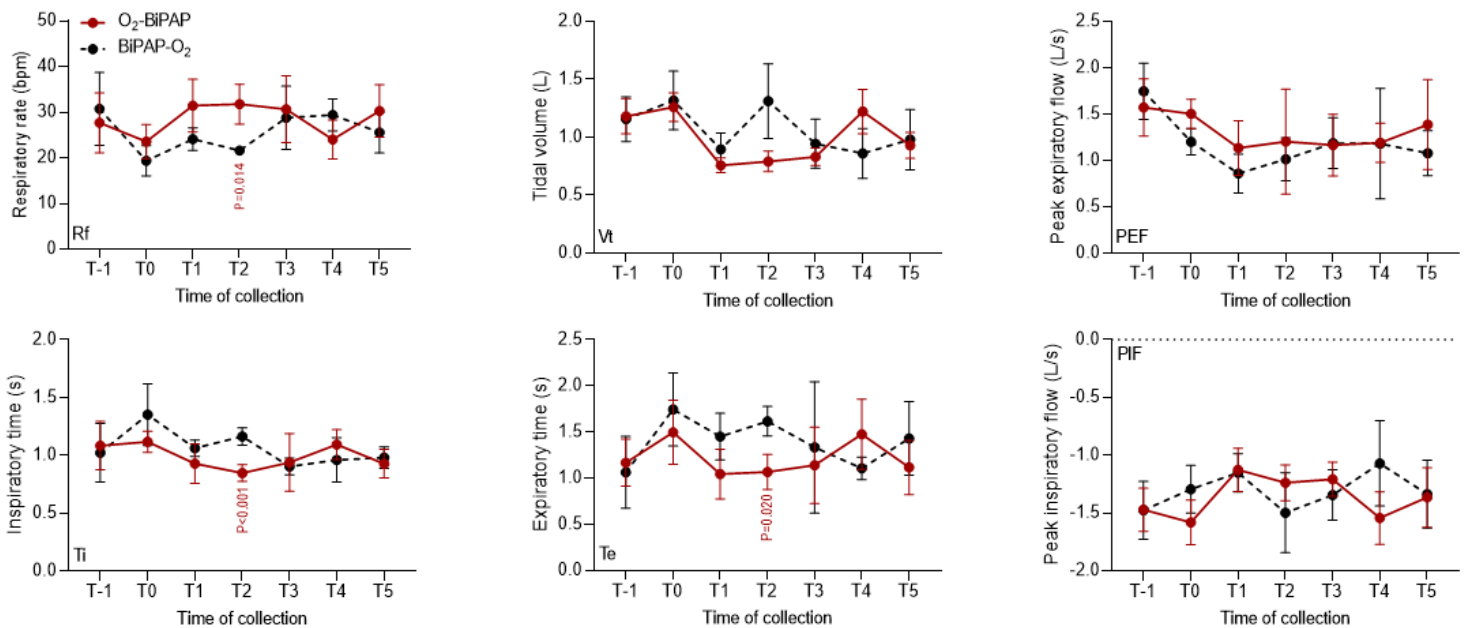 50
40
30
20
10
0
Respiratory rate (bpm)
O₂-BiPAP
BiPAP-O₂
P=0.014
Rf
T-1 T0 T1 T2 T3 T4 T5
Time of collection
2.0
1.5
1.0
0.5
0.0
Tidal volume (L)
Vt
T-1 T0 T1 T2 T3 T4 T5
Time of collection
2.5
2.0
1.5
1.0
0.5
0.0
Peak expiratory flow (L/s)
PEF
T-1 T0 T1 T2 T3 T4 T5
Time of collection
2.0
1.5
1.0
0.5
0.0
Inspiratory time (s)
P<0.001
Ti
T-1 T0 T1 T2 T3 T4 T5
Time of collection
2.5
2.0
1.5
1.0
0.5
0.0
Expiratory time (s)
P=0.020
Te
T-1 T0 T1 T2 T3 T4 T5
Time of collection
0.0
-0.5
-1.0
-1.5
-2.0
Peak inspiratory flow (L/s)
PIF
T-1 T0 T1 T2 T3 T4 T5
Time of collection